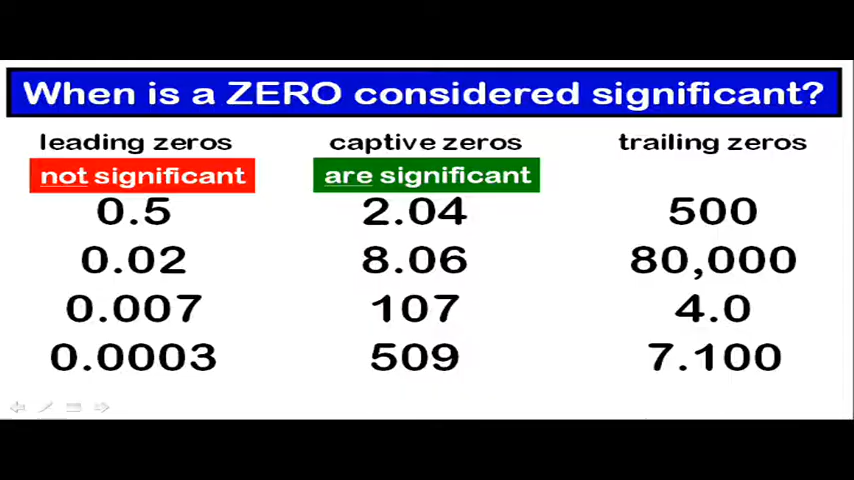 When is a ZERO considered significant?
leading zeros captive zeros trailing zeros
not significant are significant
0.5 2.04 500
0.02 8.06 80,000
0.007 107 4.0
0.0003 509 7.100